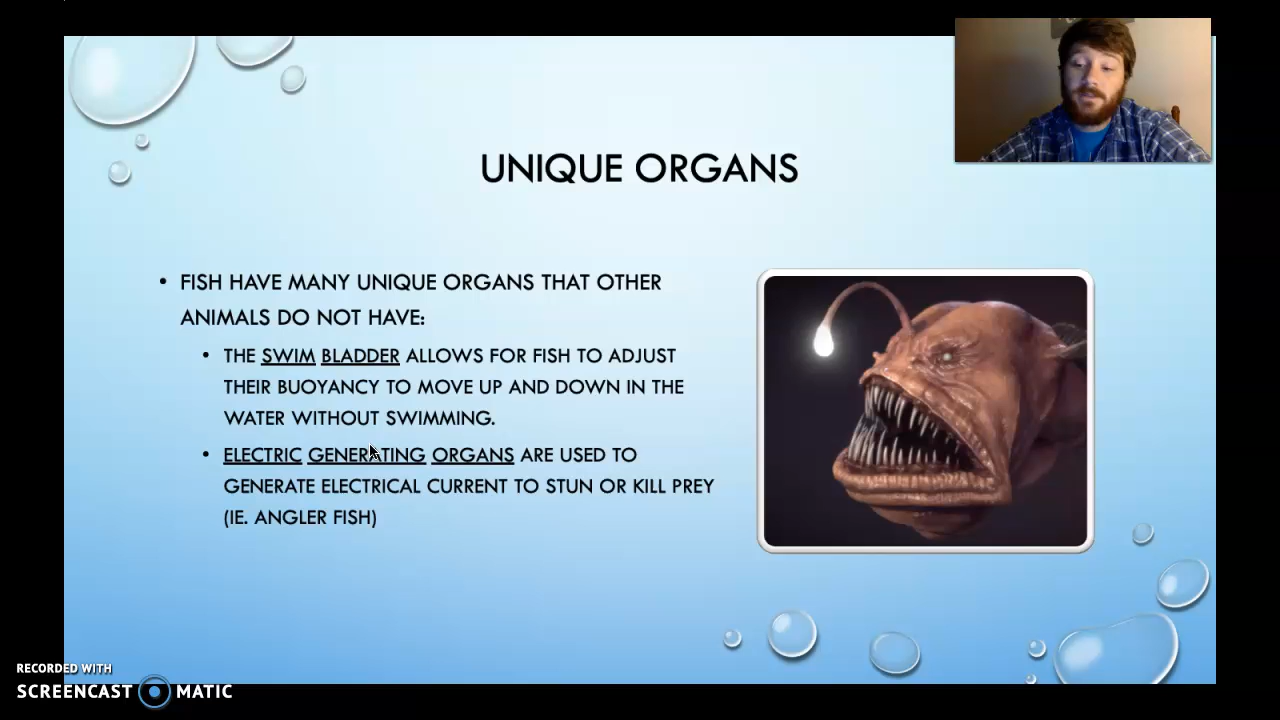 UNIQUE ORGANS
• FISH HAVE MANY UNIQUE ORGANS THAT OTHER
ANIMALS DO NOT HAVE:
• THE SWIM BLADDER ALLOWS FOR FISH TO ADJUST
THEIR BUOYANCY TO MOVE UP AND DOWN IN THE
WATER WITHOUT SWIMMING.
• ELECTRIC GENERATING ORGANS ARE USED TO
GENERATE ELECTRICAL CURRENT TO STUN OR KILL PREY
(IE. ANGLER FISH)
RECORDED WITH
SCREENCAST MATIC